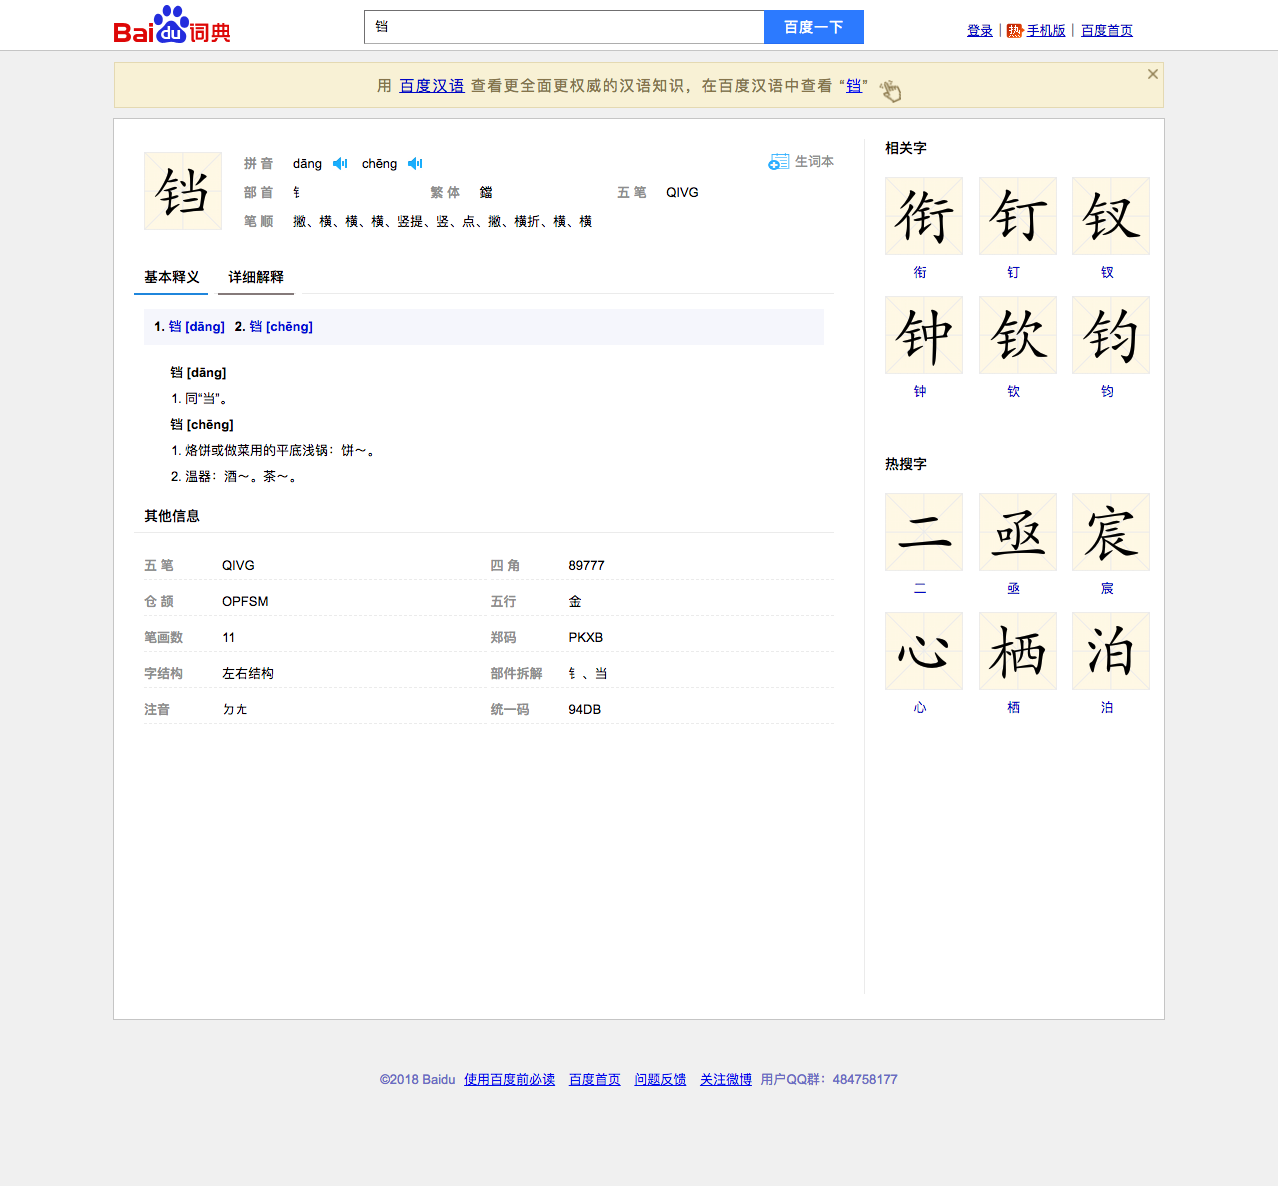 Baidu词典
铛
百度一下
登录 | 热 手机版 | 百度首页
用 百度汉语 查看更全面更权威的汉语知识，在百度汉语中查看 “铛”
铛
拼 音 dāng chēng
生词本
部 首 钅 繁 体 鐺 五 笔 QIVG
笔 顺 撇、横、横、横、竖提、竖、点、撇、横折、横、横
基本释义 详细解释
1. 铛 [dāng] 2. 铛 [chēng]
铛 [dāng]
1. 同“当”。
铛 [chēng]
1. 烙饼或做菜用的平底浅锅：饼～。
2. 温器：酒～。茶～。
其他信息
五 笔 QIVG 四 角 89777
仓 颉 OPFSM 五行 金
笔画数 11 郑码 PKXB
字结构 左右结构 部件拆解 钅、当
注音 ㄉㄤ 统一码 94DB
相关字
衔 钉 钗
衔 钉 钗
钟 钦 钧
钟 钦 钧
热搜字
二 亟 宸
二 亟 宸
心 栖 泊
心 栖 泊
©2018 Baidu 使用百度前必读 百度首页 问题反馈 关注微博 用户QQ群：484758177